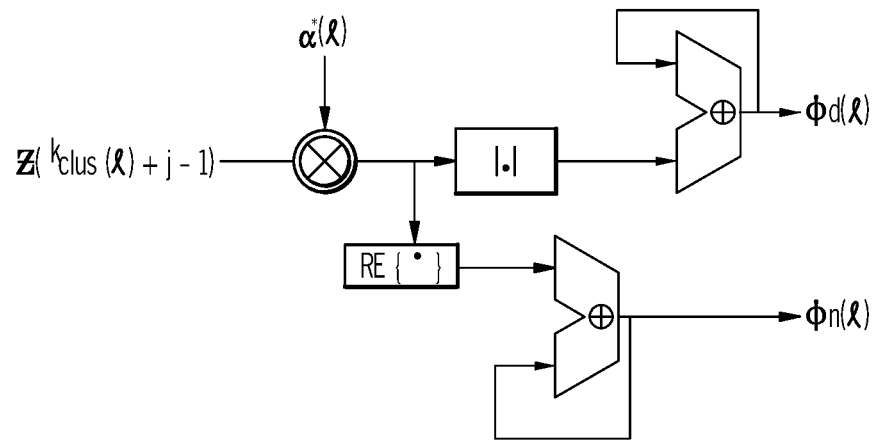 α*(ℓ)
Φd(ℓ)
Z( kclus (ℓ) + j – 1)
|.|
RE { • }
Φn(ℓ)